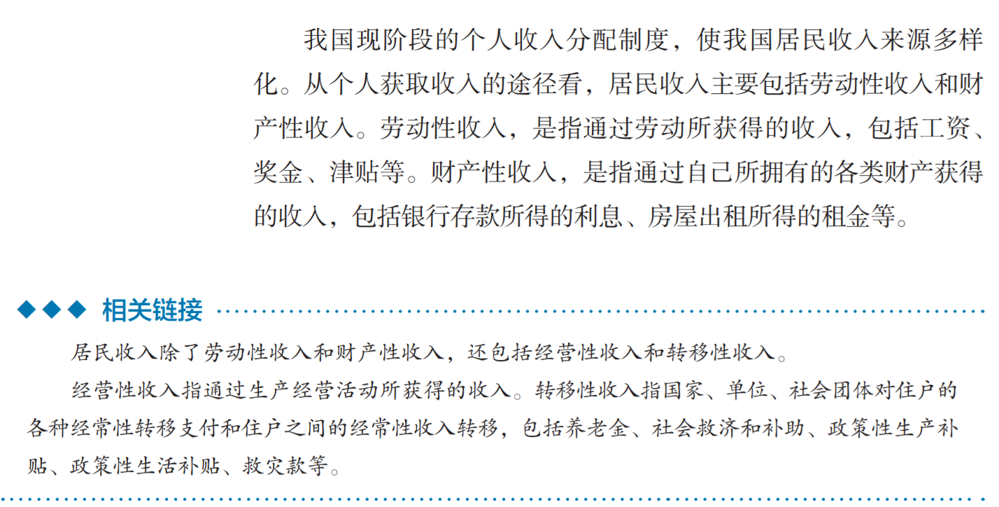 我国现阶段的个人收入分配制度，使我国居民收入来源多样
化。从个人获取收入的途径看，居民收入主要包括劳动性收入和财
产性收入。劳动性收入，是指通过劳动所获得的收入，包括工资、
奖金、津贴等。财产性收入，是指通过自己所拥有的各类财产获得
的收入，包括银行存款所得的利息、房屋出租所得的租金等。
相关链接
居民收入除了劳动性收入和财产性收入，还包括经营性收入和转移性收入。
经营性收入指通过生产经营活动所获得的收入。转移性收入指国家、单位、社会团体对住户的
各种经常性转移支付和住户之间的经常性收入转移，包括养老金、社会救济和补助、政策性生产补
贴、政策性生活补贴、救灾款等。